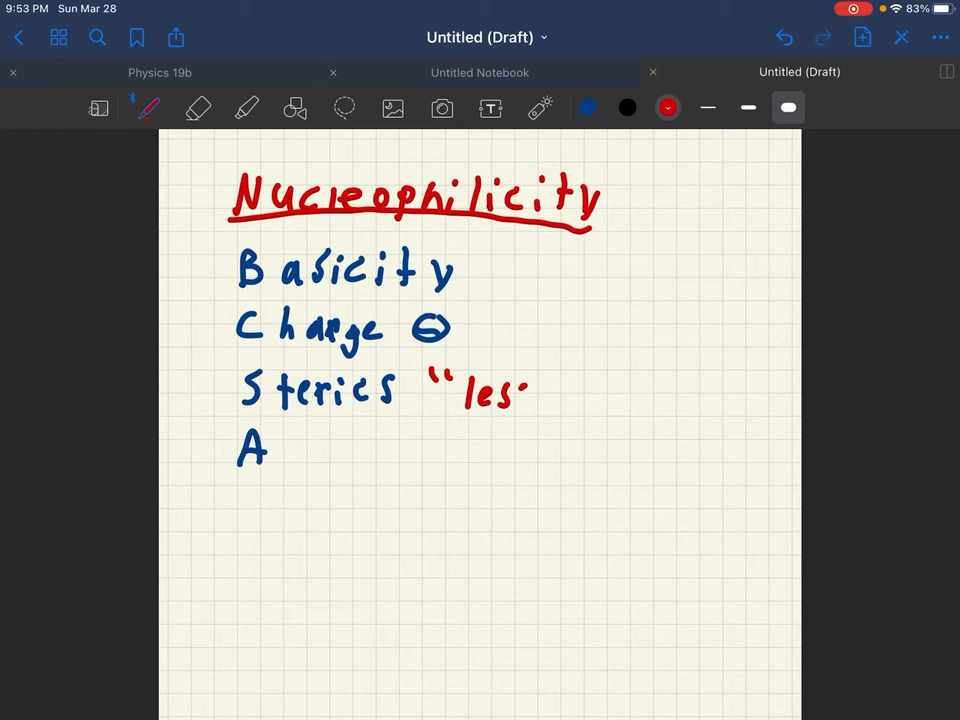 9:53 PM Sun Mar 28 83%
Untitled (Draft)
Physics 19b Untitled Notebook Untitled (Draft)
Nucleophilicity
Basicity
Charge ⊖
Sterics "les
A